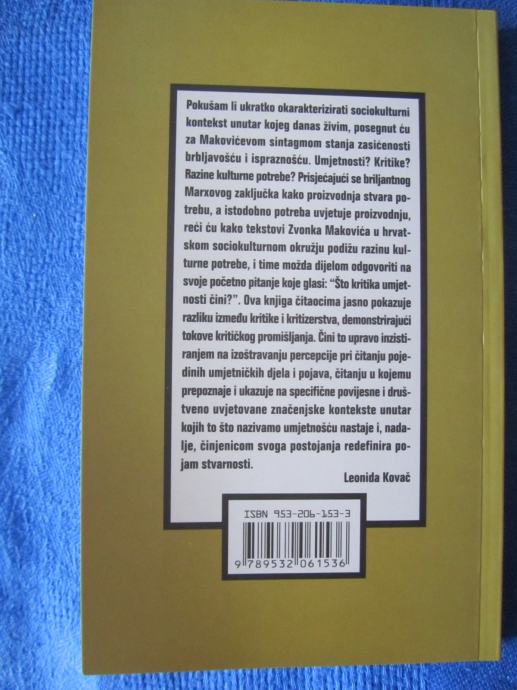 Pokušam li ukratko okarakterizirati sociokulturni
kontekst unutar kojeg danas živim, posegnut ću
za Makovićevom sintagmom stanja zasićenosti
brbljavošću i ispraznošću. Umjetnosti? Kritike?
Razine kulturne potrebe? Prisjećajući se briljantnog
Marxovog zaključka kako proizvodnja stvara po-
trebu, a istodobno potreba uvjetuje proizvodnju,
reći ću kako tekstovi Zvonka Makovića u hrvat-
skom sociokulturnom okružju podižu razinu kul-
turne potrebe, i time možda dijelom odgovoriti na
svoje početno pitanje koje glasi: "Što kritika umjet-
nosti čini?". Ova knjiga čitaocima jasno pokazuje
razliku između kritike i kritizerstva, demonstrirajući
tokove kritičkog promišljanja. Čini to upravo inzisti-
ranjem na izoštravanju percepcije pri čitanju poje-
dinih umjetničkih djela i pojava, čitanju u kojemu
prepoznaje i ukazuje na specifične povijesne i druš-
tveno uvjetovane značenjske kontekste unutar
kojih to što nazivamo umjetnošću nastaje i, nada-
lje, činjenicom svoga postojanja redefinira po-
jam stvarnosti.
Leonida Kovač
ISBN 953-206-153-3
9 789532 061536